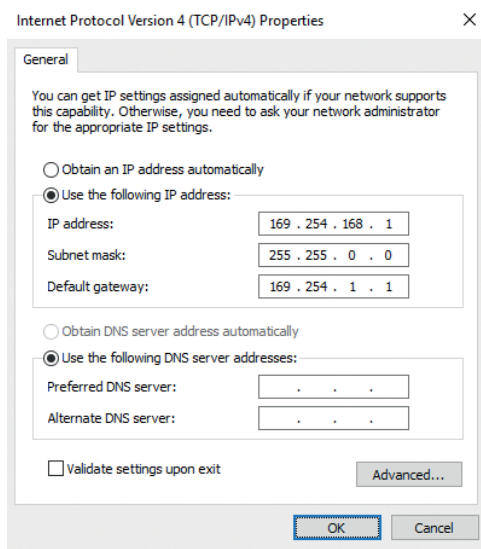 Internet Protocol Version 4 (TCP/IPv4) Properties
General
You can get IP settings assigned automatically if your network supports
this capability. Otherwise, you need to ask your network administrator
for the appropriate IP settings.
Obtain an IP address automatically
Use the following IP address:
IP address: 169 . 254 . 168 . 1
Subnet mask: 255 . 255 . 0 . 0
Default gateway: 169 . 254 . 1 . 1
Obtain DNS server address automatically
Use the following DNS server addresses:
Preferred DNS server: . . .
Alternate DNS server: . . .
Validate settings upon exit
Advanced...
OK Cancel